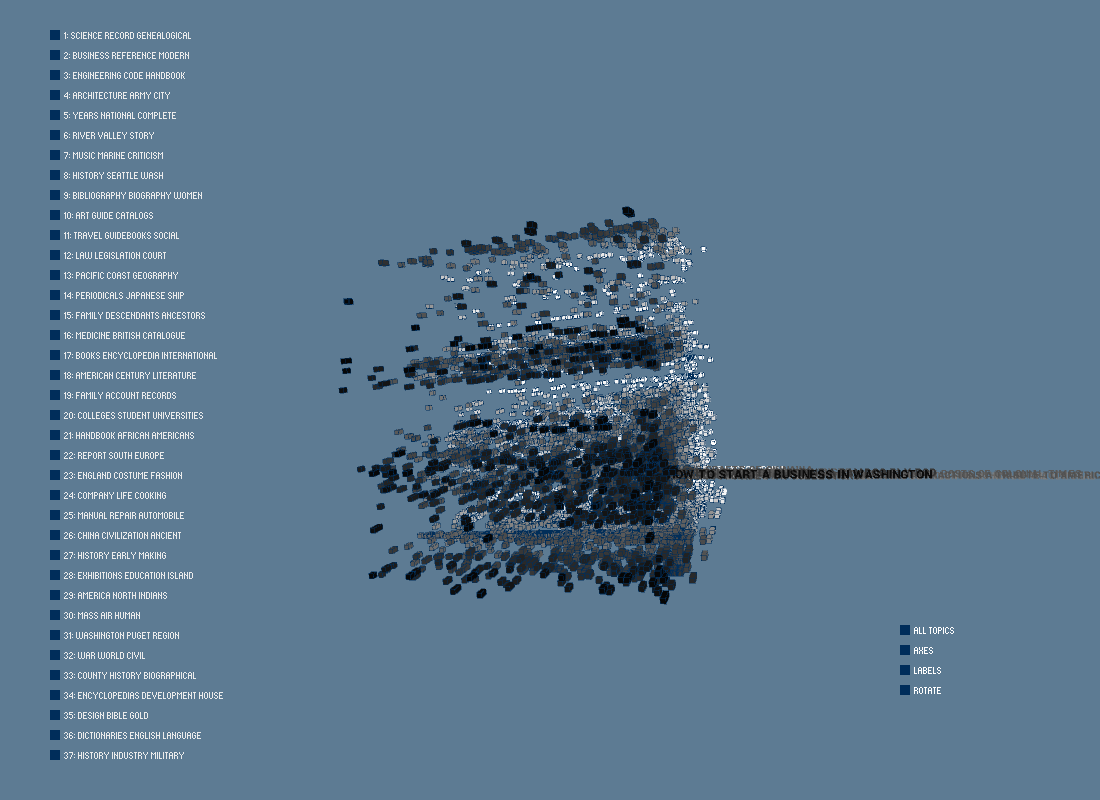 1: SCIENCE RECORD GENEALOGICAL
2: BUSINESS REFERENCE MODERN
3: ENGINEERING CODE HANDBOOK
4: ARCHITECTURE ARMY CITY
5: YEARS NATIONAL COMPLETE
6: RIVER VALLEY STORY
7: MUSIC MARINE CRITICISM
8: HISTORY SEATTLE WASH
9: BIBLIOGRAPHY BIOGRAPHY WOMEN
10: ART GUIDE CATALOGS
11: TRAVEL GUIDEBOOKS SOCIAL
12: LAW LEGISLATION COURT
13: PACIFIC COAST GEOGRAPHY
14: PERIODICALS JAPANESE SHIP
15: FAMILY DESCENDANTS ANCESTORS
16: MEDICINE BRITISH CATALOGUE
17: BOOKS ENCYCLOPEDIA INTERNATIONAL
18: AMERICAN CENTURY LITERATURE
19: FAMILY ACCOUNT RECORDS
20: COLLEGES STUDENT UNIVERSITIES
21: HANDBOOK AFRICAN AMERICANS
22: REPORT SOUTH EUROPE
23: ENGLAND COSTUME FASHION
24: COMPANY LIFE COOKING
25: MANUAL REPAIR AUTOMOBILE
26: CHINA CIVILIZATION ANCIENT
27: HISTORY EARLY MAKING
28: EXHIBITIONS EDUCATION ISLAND
29: AMERICA NORTH INDIANS
30: MASS AIR HUMAN
31: WASHINGTON PUGET REGION
32: WAR WORLD CIVIL
33: COUNTY HISTORY BIOGRAPHICAL
34: ENCYCLOPEDIAS DEVELOPMENT HOUSE
35: DESIGN BIBLE GOLD
36: DICTIONARIES ENGLISH LANGUAGE
37: HISTORY INDUSTRY MILITARY
OW TO START A BUSINESS IN WASHINGTON
ALL TOPICS
AXES
LABELS
ROTATE